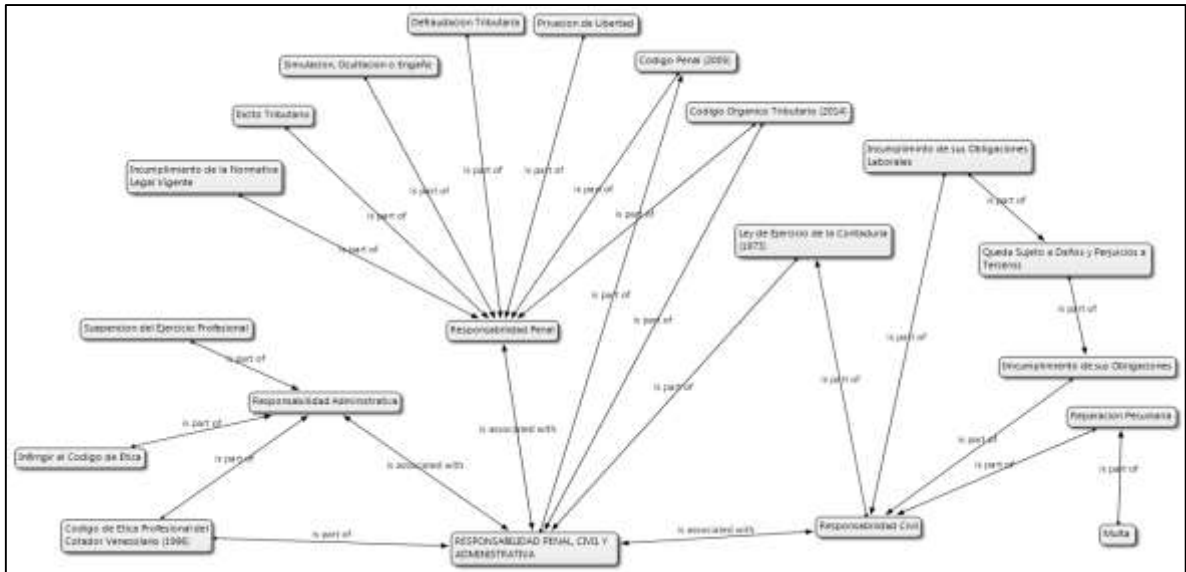 Defraudacion Tributaria
Privacion de Libertad
Simulacion, Ocultacion o Engaño
Codigo Penal (2005)
Ilicito Tributario
Codigo Organico Tributario (2014)
Incumplimiento de la Normativa
Legal Vigente
Incumplimiento de sus Obligaciones
Laborales
is part of
is part of
is part of
is part of
is part of
is part of
is part of
is part of
Ley de Ejercicio de la Contaduria
(1973)
Queda Sujeto a Daños y Perjuicios a
Terceros
is part of
is part of
is part of
Suspencion del Ejercicio Profesional
Responsabilidad Penal
is part of
is part of
is part of
Imcumplimiento de sus Obligaciones
Responsabilidad Administrativa
Reparacion Pecuniaria
is part of
is associated with
is part of
Infringir el Codigo de Etica
is part of
is associated with
is part of
is part of
Codigo de Etica Profesional del
Cotador Venezolano (1996)
is part of
RESPONSABILIDAD PENAL, CIVIL Y
ADMINISTRATIVA
is associated with
Responsabilidad Civil
Multa